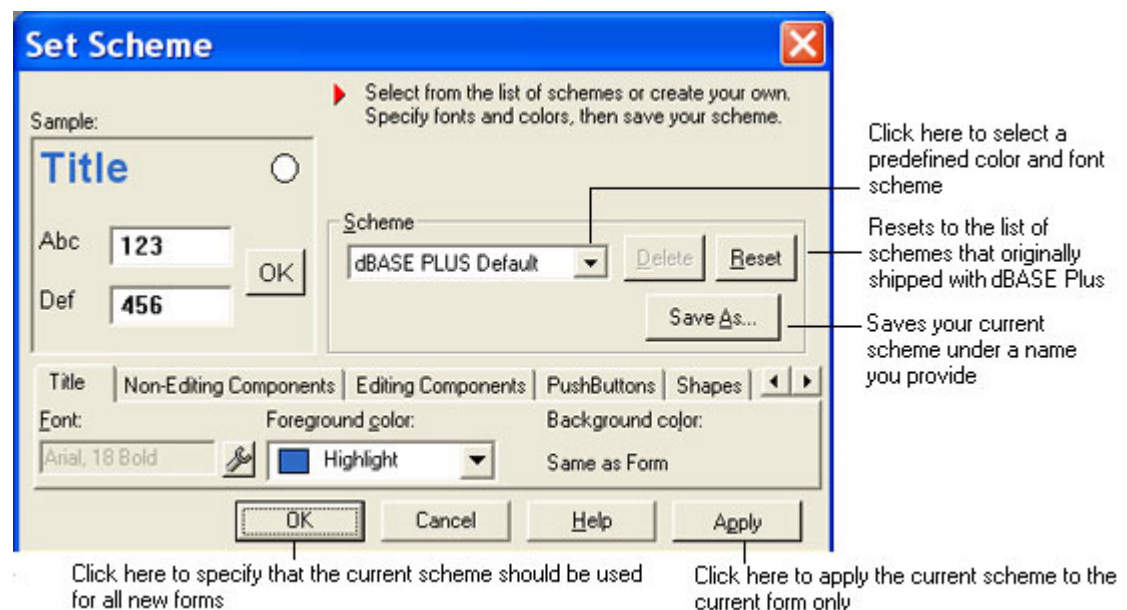 Set Scheme
Select from the list of schemes or create your own.
Specify fonts and colors, then save your scheme.
Sample:
Title
Abc
123
OK
Def
456
Scheme
dBASE PLUS Default
Delete
Reset
Save As...
Click here to select a
predefined color and font
scheme
Resets to the list of
schemes that originally
shipped with dBASE Plus
Saves your current
scheme under a name
you provide
Title
Non-Editing Components
Editing Components
PushButtons
Shapes
Font:
Foreground color:
Background color:
Arial, 18 Bold
Highlight
Same as Form
OK
Cancel
Help
Apply
Click here to specify that the current scheme should be used
for all new forms
Click here to apply the current scheme to the
current form only